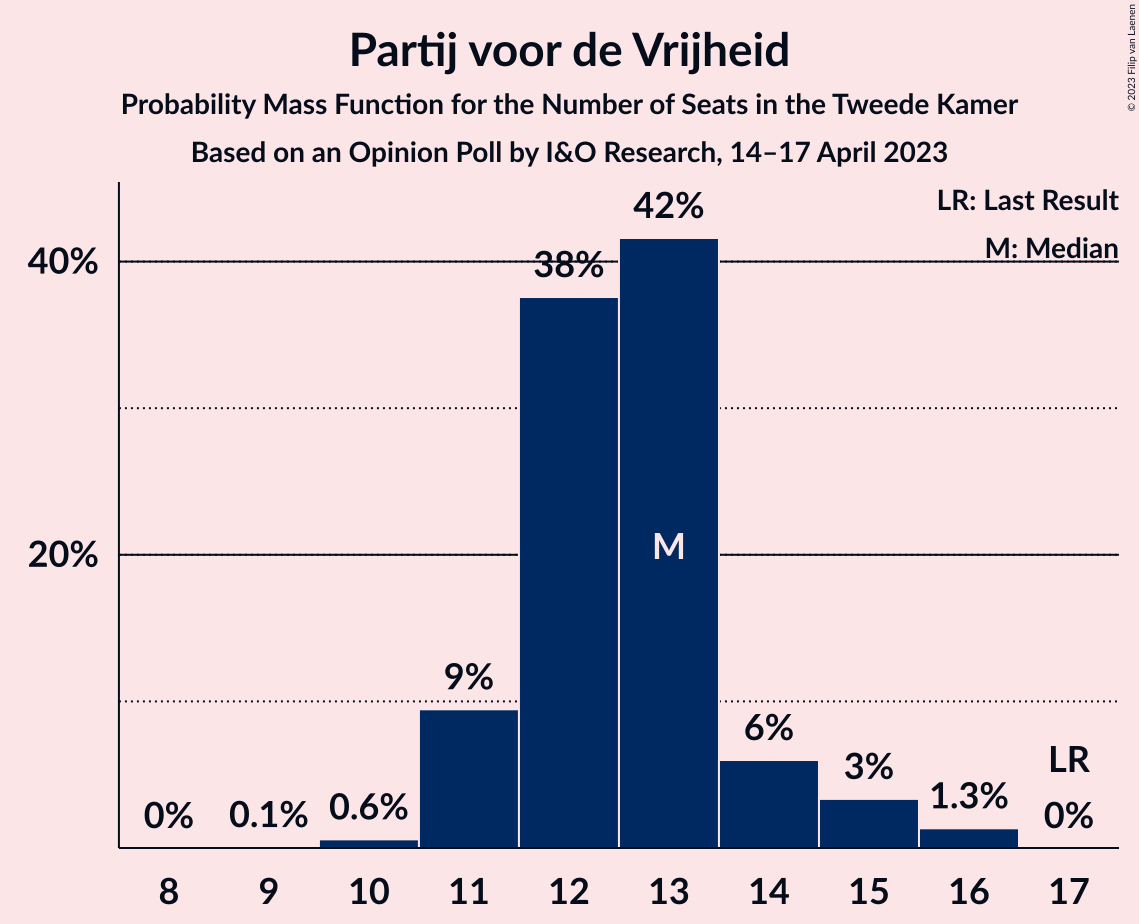 Partij voor de Vrijheid
Probability Mass Function for the Number of Seats in the Tweede Kamer
Based on an Opinion Poll by I&O Research, 14–17 April 2023
© 2023 Filip van Laenen
LR: Last Result
M: Median
42%
38%
40%
M
20%
9%
6%
3%
1.3%
LR
0%
0.1%
0.6%
0%
8 9 10 11 12 13 14 15 16 17